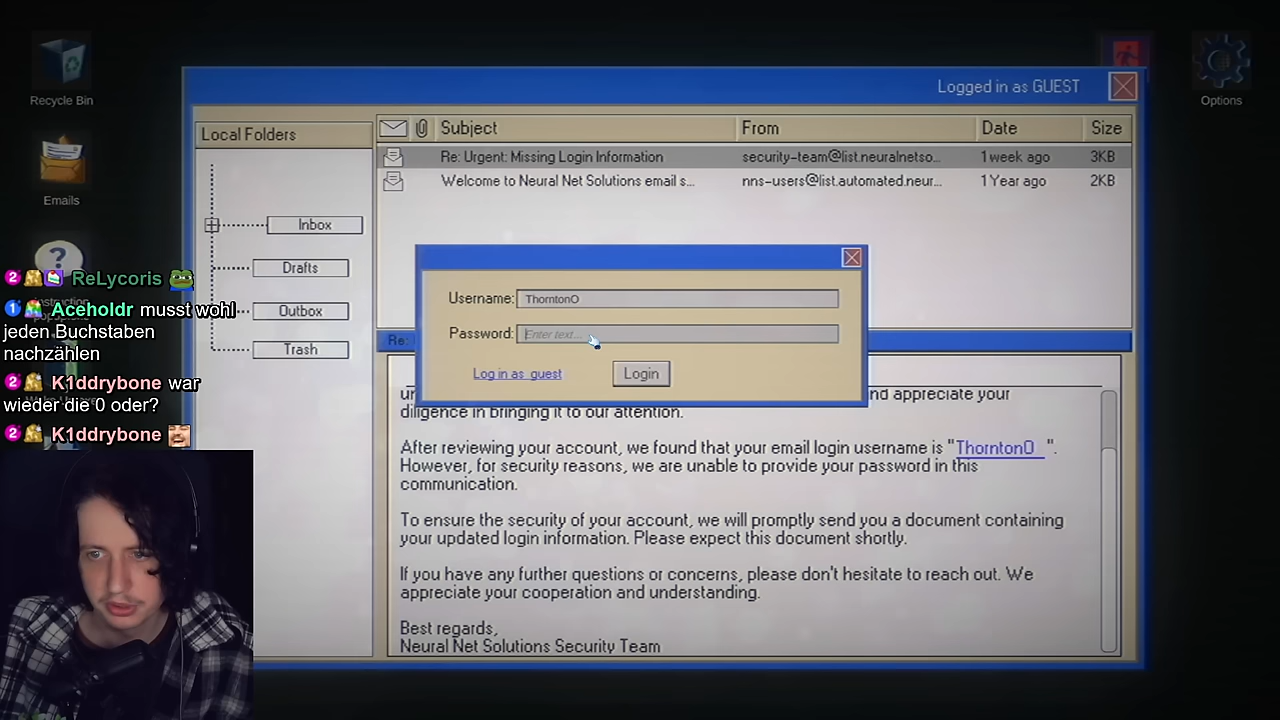 Logged in as GUEST
Recycle Bin
Options
Local Folders
Subject
From
Date
Size
Re: Urgent: Missing Login Information
security-team@list.neuralnetso...
1 week ago
3KB
Welcome to Neural Net Solutions email s...
nns-users@list.automated.neur...
1 Year ago
2KB
Emails
Inbox
Drafts
Outbox
Trash
Username:
ThorntonO
Password:
Enter text...
Log in as guest
Login
2 ReLycoris
1 Aceholdr musst wohl
jeden Buchstaben
nachzählen
2 K1ddrybone war
wieder die 0 oder?
2 K1ddrybone
Re:
and appreciate your
diligence in bringing it to our attention.
After reviewing your account, we found that your email login username is "ThorntonO ".
However, for security reasons, we are unable to provide your password in this
communication.
To ensure the security of your account, we will promptly send you a document containing
your updated login information. Please expect this document shortly.
If you have any further questions or concerns, please don't hesitate to reach out. We
appreciate your cooperation and understanding.
Best regards,
Neural Net Solutions Security Team